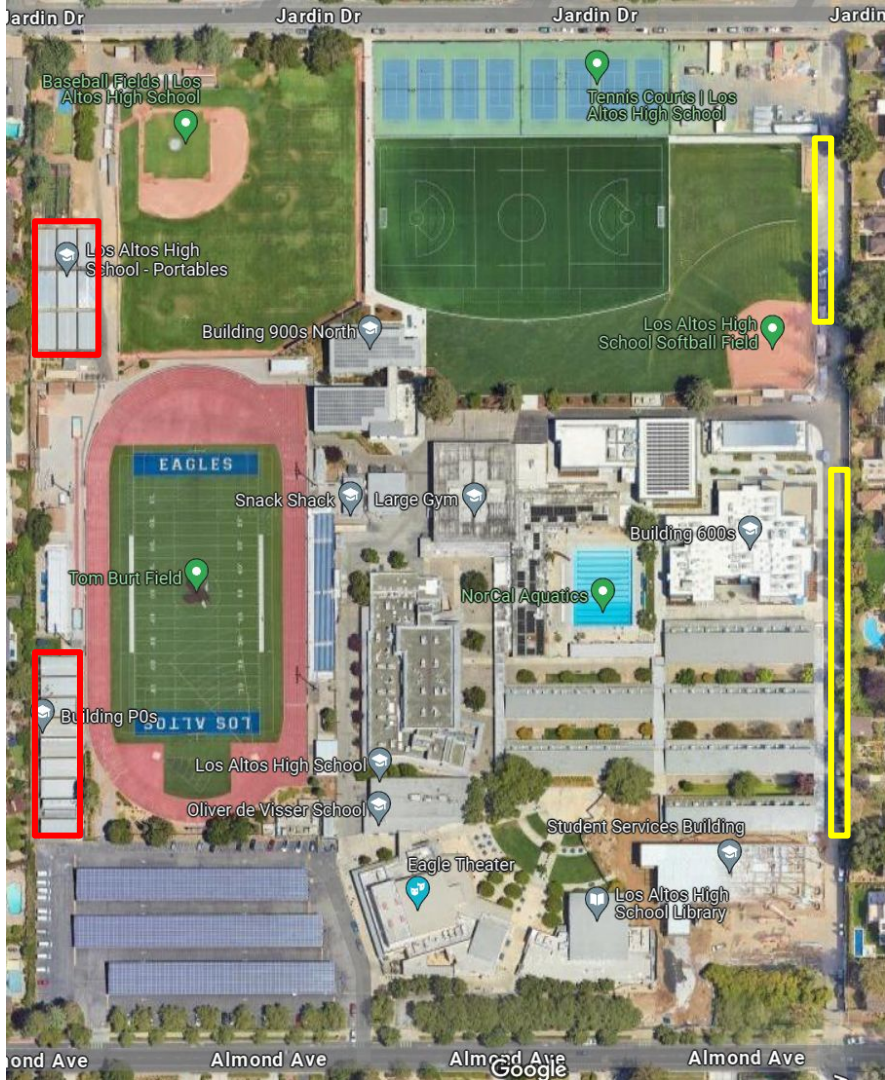 Jardin Dr
Jardin Dr
Jardin Dr
Jardin
Baseball Fields | Los
Altos High School
Tennis Courts | Los
Altos High School
Los Altos High
School - Portables
Building 900s North
Los Altos High
School Softball Field
EAGLES
Snack Shack
Large Gym
Building 600s
Tom Burt Field
NorCal Aquatics
Building P0s
LOS ALTOS
Los Altos High School
Oliver de Visser School
Student Services Building
Eagle Theater
Los Altos High
School Library
mond Ave
Almond Ave
Almond Ave
Almond Ave
Google